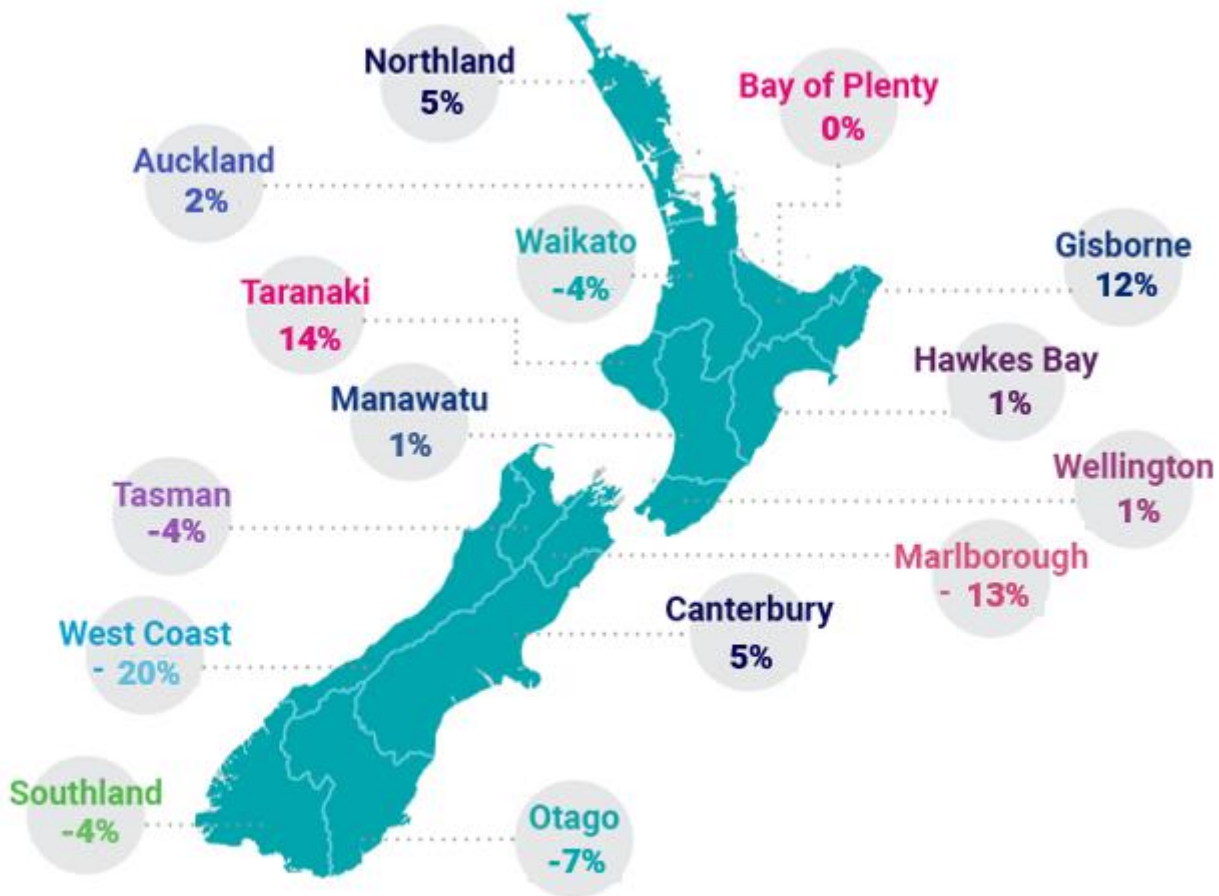 Northland
5%
Bay of Plenty
0%
Auckland
2%
Waikato
-4%
Gisborne
12%
Taranaki
14%
Hawkes Bay
1%
Manawatu
1%
Wellington
1%
Tasman
-4%
Marlborough
- 13%
Canterbury
5%
West Coast
- 20%
Southland
-4%
Otago
-7%